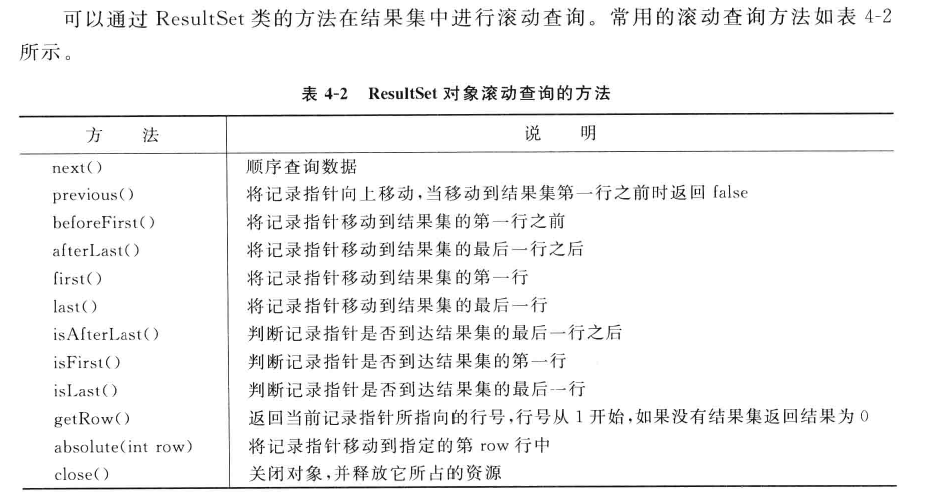 可以通过 ResultSet 类的方法在结果集中进行滚动查询。常用的滚动查询方法如表 4-2
所示。
表 4-2 ResultSet 对象滚动查询的方法
方 法 说 明
next() 顺序查询数据
previous() 将记录指针向上移动,当移动到结果集第一行之前时返回 false
beforeFirst() 将记录指针移动到结果集的第一行之前
afterLast() 将记录指针移动到结果集的最后一行之后
first() 将记录指针移动到结果集的第一行
last() 将记录指针移动到结果集的最后一行
isAfterLast() 判断记录指针是否到达结果集的最后一行之后
isFirst() 判断记录指针是否到达结果集的第一行
isLast() 判断记录指针是否到达结果集的最后一行
getRow() 返回当前记录指针所指向的行号,行号从 1 开始,如果没有结果集返回结果为 0
absolute(int row) 将记录指针移动到指定的第 row 行中
close() 关闭对象,并释放它所占的资源